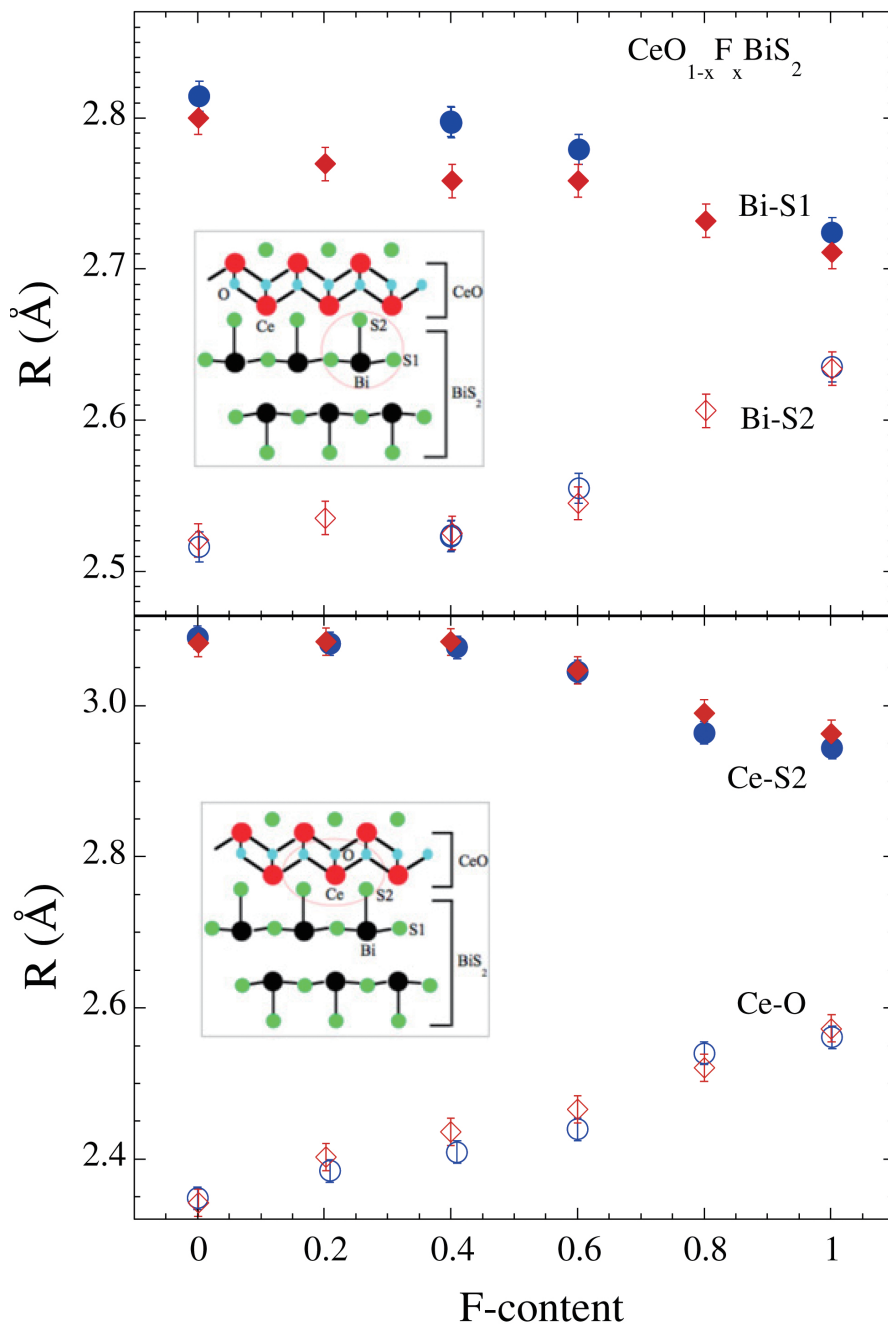 CeO1-xFxBiS2
2.8
2.7
2.6
2.5
R (Å)
Bi-S1
Bi-S2
O
Ce
S2
S1
Bi
CeO
BiS2
3.0
2.8
2.6
2.4
R (Å)
Ce-S2
Ce-O
O
Ce
S2
S1
Bi
CeO
BiS2
0 0.2 0.4 0.6 0.8 1
F-content